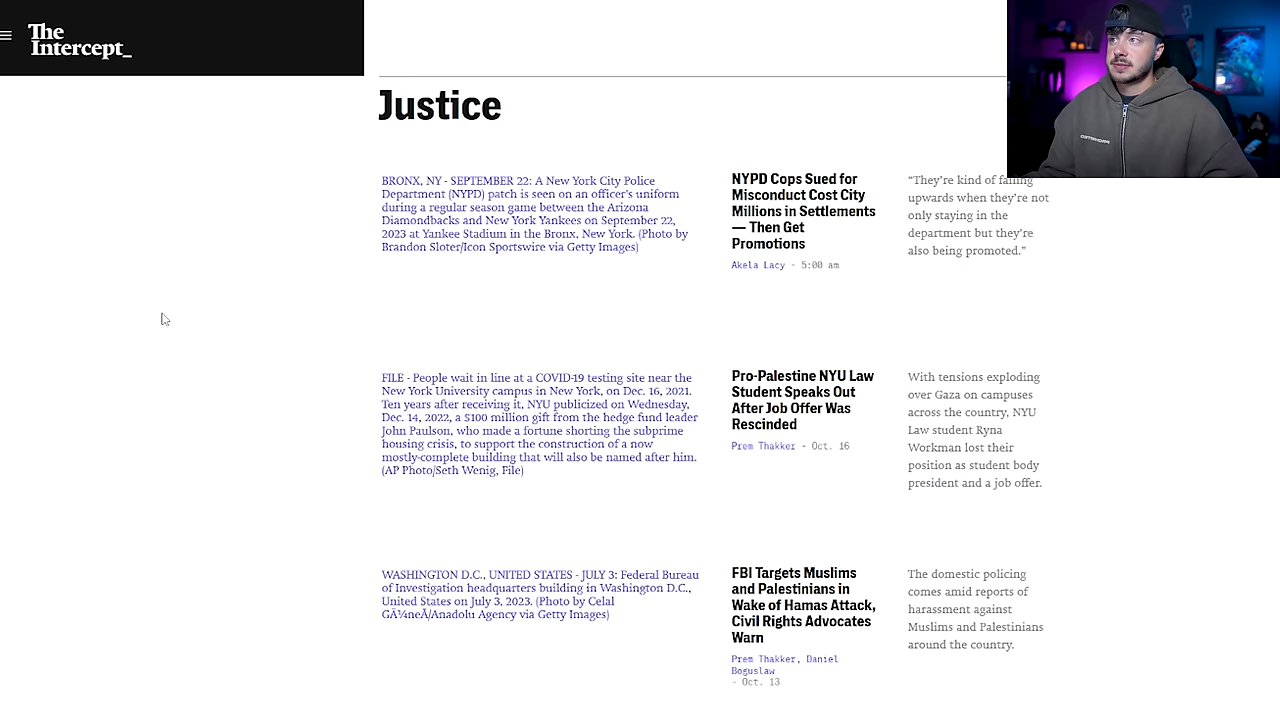 The
Intercept_
Justice
BRONX, NY - SEPTEMBER 22: A New York City Police
Department (NYPD) patch is seen on an officer's uniform
during a regular season game between the Arizona
Diamondbacks and New York Yankees on September 22,
2023 at Yankee Stadium in the Bronx, New York. (Photo by
Brandon Sloter/Icon Sportswire via Getty Images)
NYPD Cops Sued for
Misconduct Cost City
Millions in Settlements
— Then Get
Promotions
Akela Lacy - 5:00 am
“They’re kind of falling
upwards when they’re not
only staying in the
department but they’re
also being promoted.”
FILE - People wait in line at a COVID-19 testing site near the
New York University campus in New York, on Dec. 16, 2021.
Ten years after receiving it, NYU publicized on Wednesday,
Dec. 14, 2022, a $100 million gift from the hedge fund leader
John Paulson, who made a fortune shorting the subprime
housing crisis, to support the construction of a now
mostly-complete building that will also be named after him.
(AP Photo/Seth Wenig, File)
Pro-Palestine NYU Law
Student Speaks Out
After Job Offer Was
Rescinded
Prem Thakker - Oct. 16
With tensions exploding
over Gaza on campuses
across the country, NYU
Law student Ryna
Workman lost their
position as student body
president and a job offer.
WASHINGTON D.C., UNITED STATES - JULY 3: Federal Bureau
of Investigation headquarters building in Washington D.C.,
United States on July 3, 2023. (Photo by Celal
GÃ¼neÅ/Anadolu Agency via Getty Images)
FBI Targets Muslims
and Palestinians in
Wake of Hamas Attack,
Civil Rights Advocates
Warn
Prem Thakker, Daniel
Boguslaw
- Oct. 13
The domestic policing
comes amid reports of
harassment against
Muslims and Palestinians
around the country.